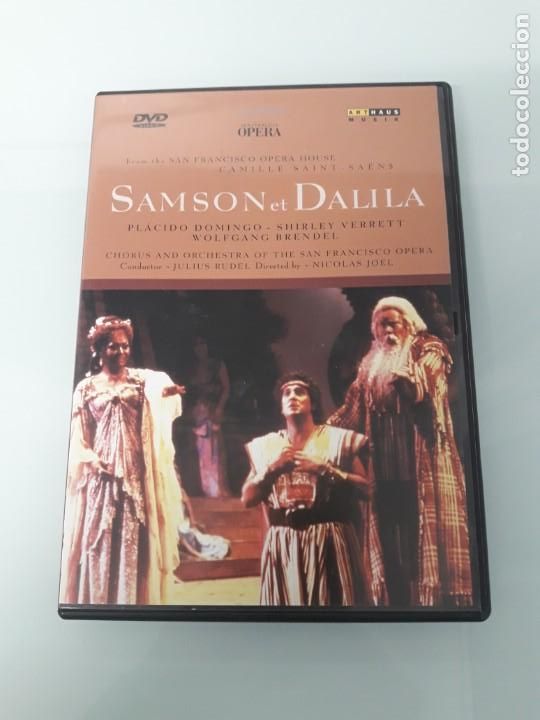 DVD
VIDEO
OPERA
ARTHAUS
MUSIK
from the SAN FRANCISCO OPERA HOUSE
CAMILLE SAINT-SAËNS
SAMSON et DALILA
PLÁCIDO DOMINGO - SHIRLEY VERRETT
WOLFGANG BRENDEL
CHORUS AND ORCHESTRA OF THE SAN FRANCISCO OPERA
Conductor - JULIUS RUDEL Directed by - NICOLAS JOEL
todocoleccion